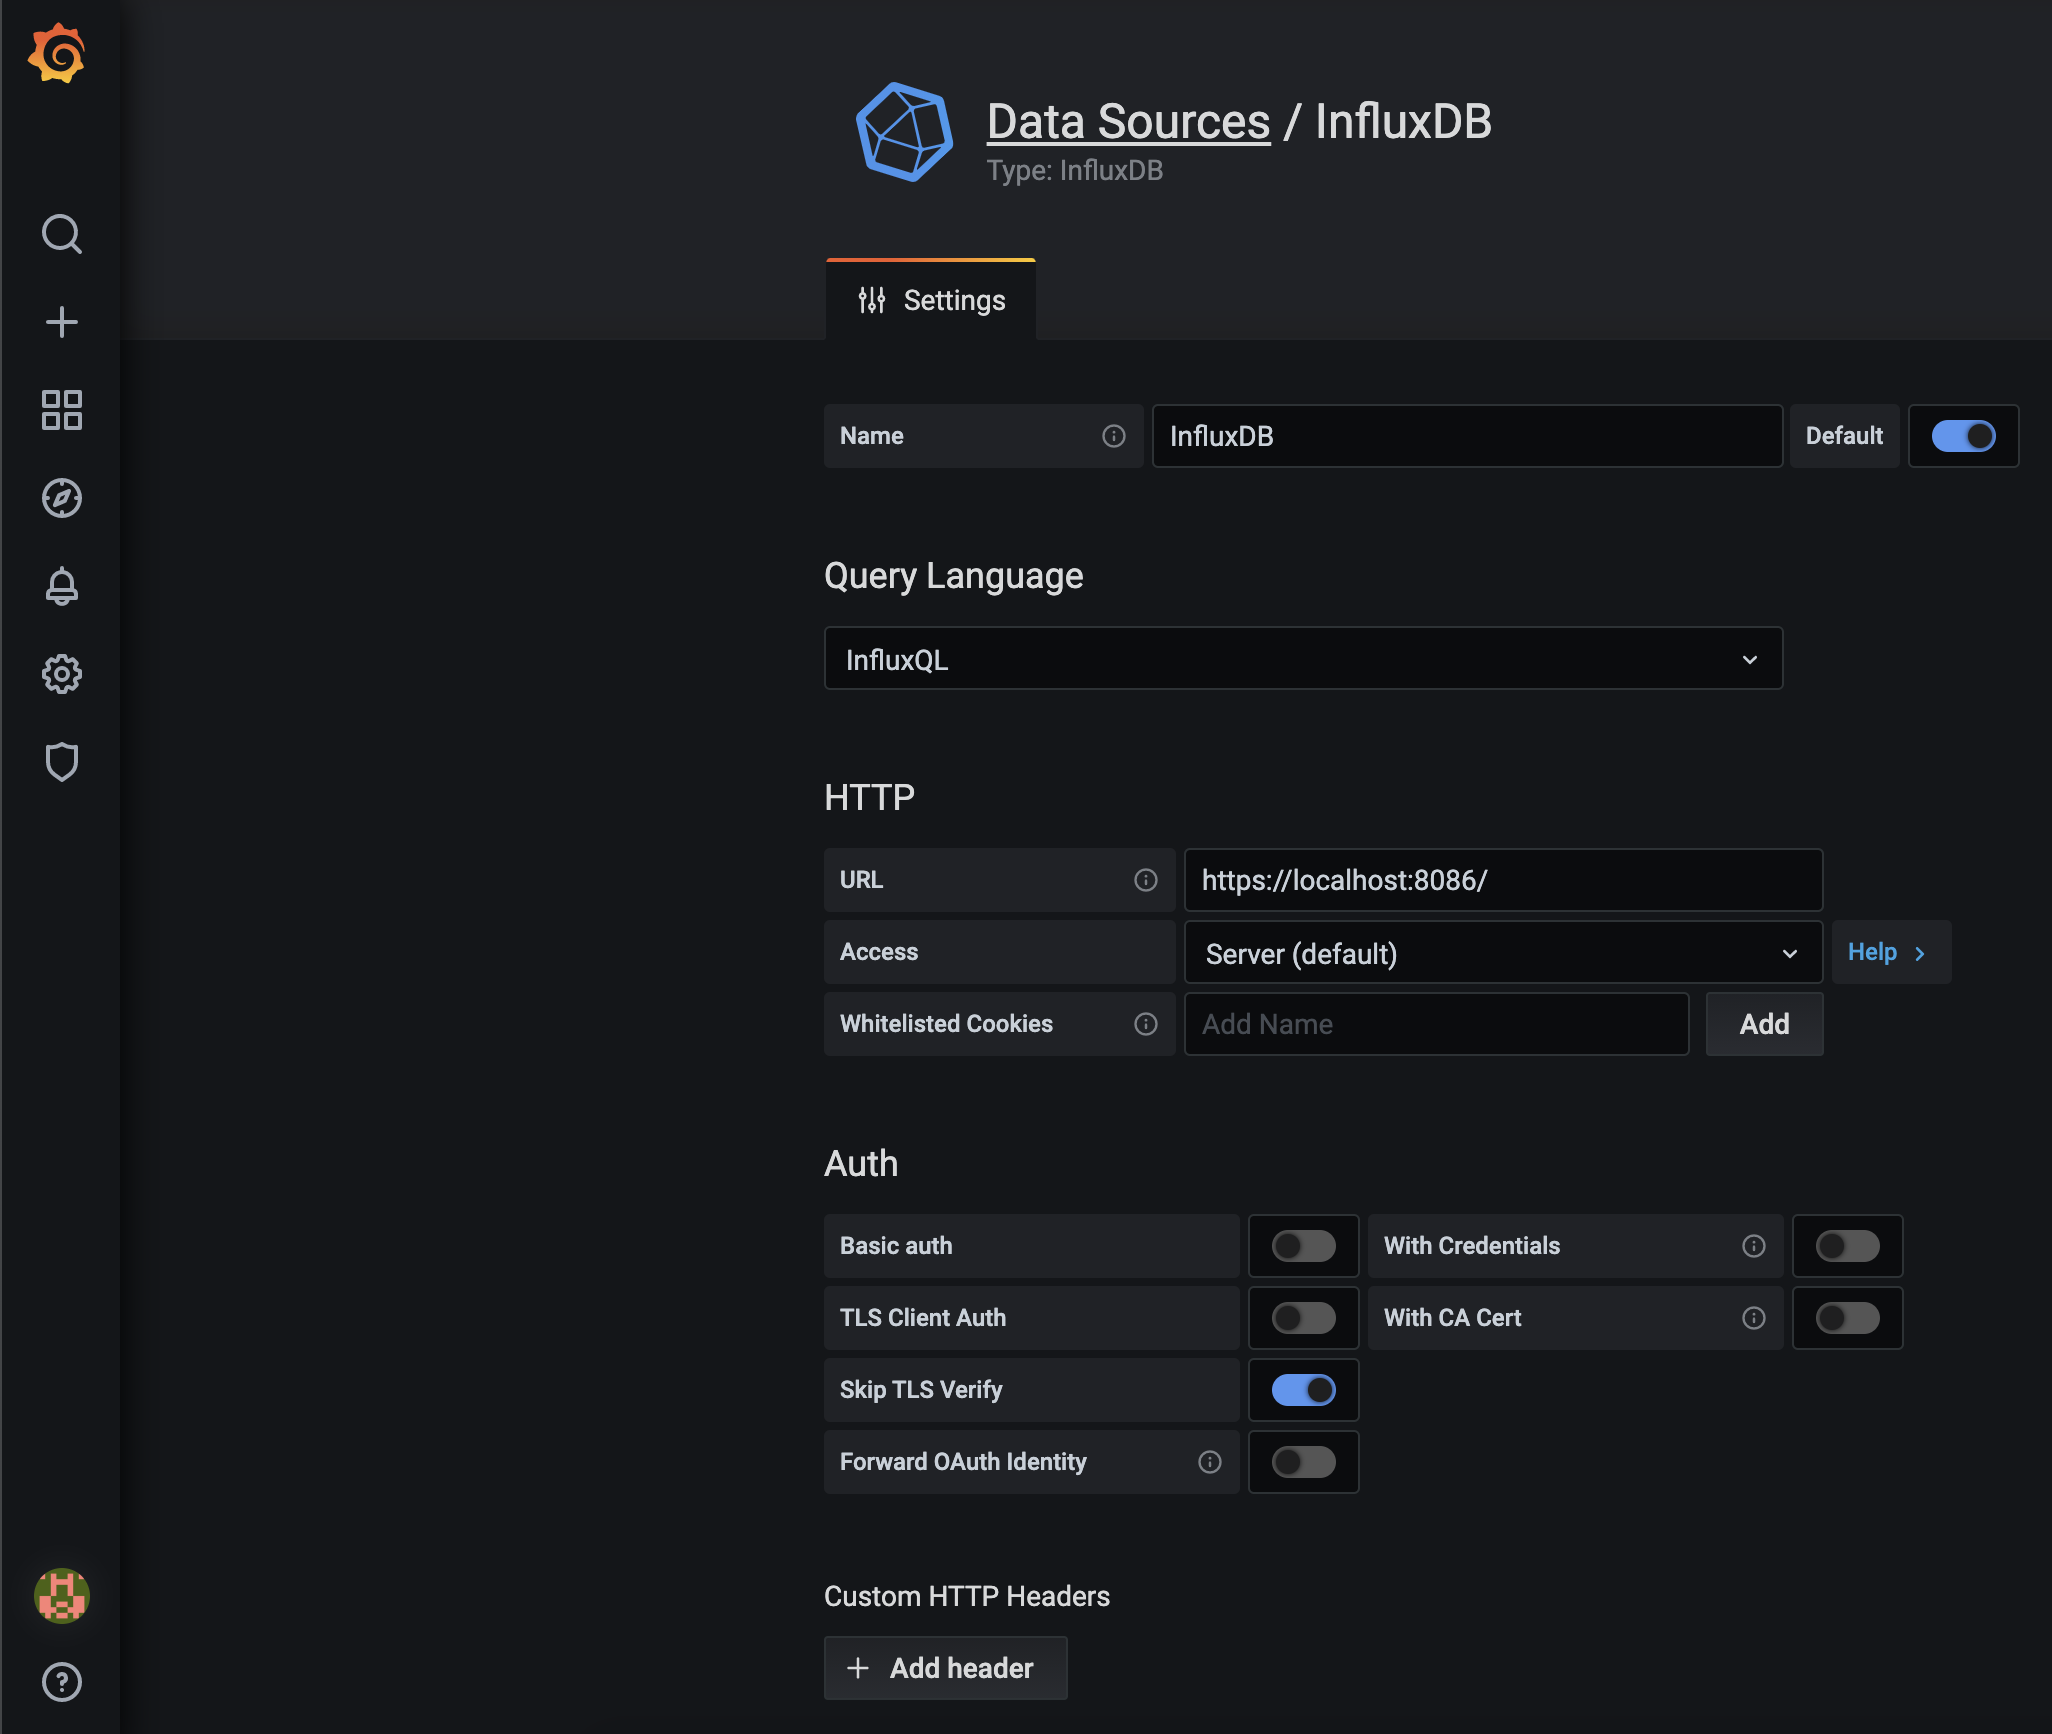 Data Sources / InfluxDB
Type: InfluxDB
Settings
Name InfluxDB Default
Query Language
InfluxQL
HTTP
URL https://localhost:8086/
Access Server (default) Help
Whitelisted Cookies Add Name Add
Auth
Basic auth With Credentials
TLS Client Auth With CA Cert
Skip TLS Verify
Forward OAuth Identity
Custom HTTP Headers
+ Add header